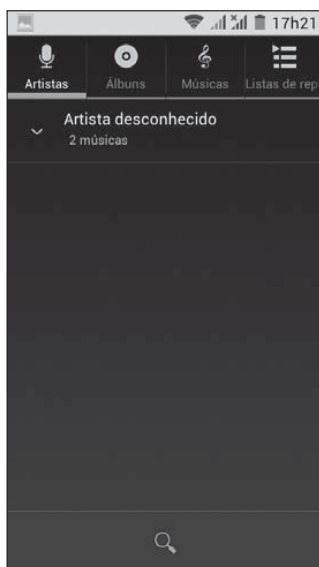 17h21
Artistas Álbuns Músicas Listas de rep
Artista desconhecido
2 músicas